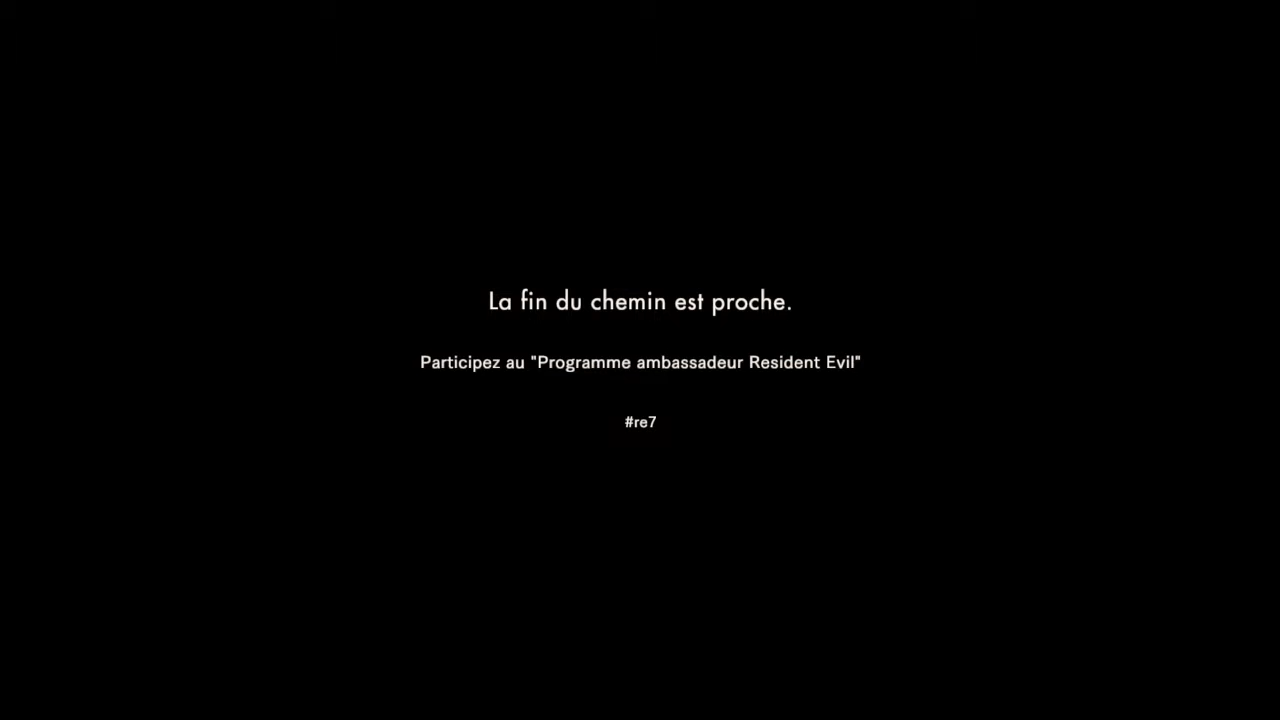 La fin du chemin est proche.
Participez au "Programme ambassadeur Resident Evil"
#re7